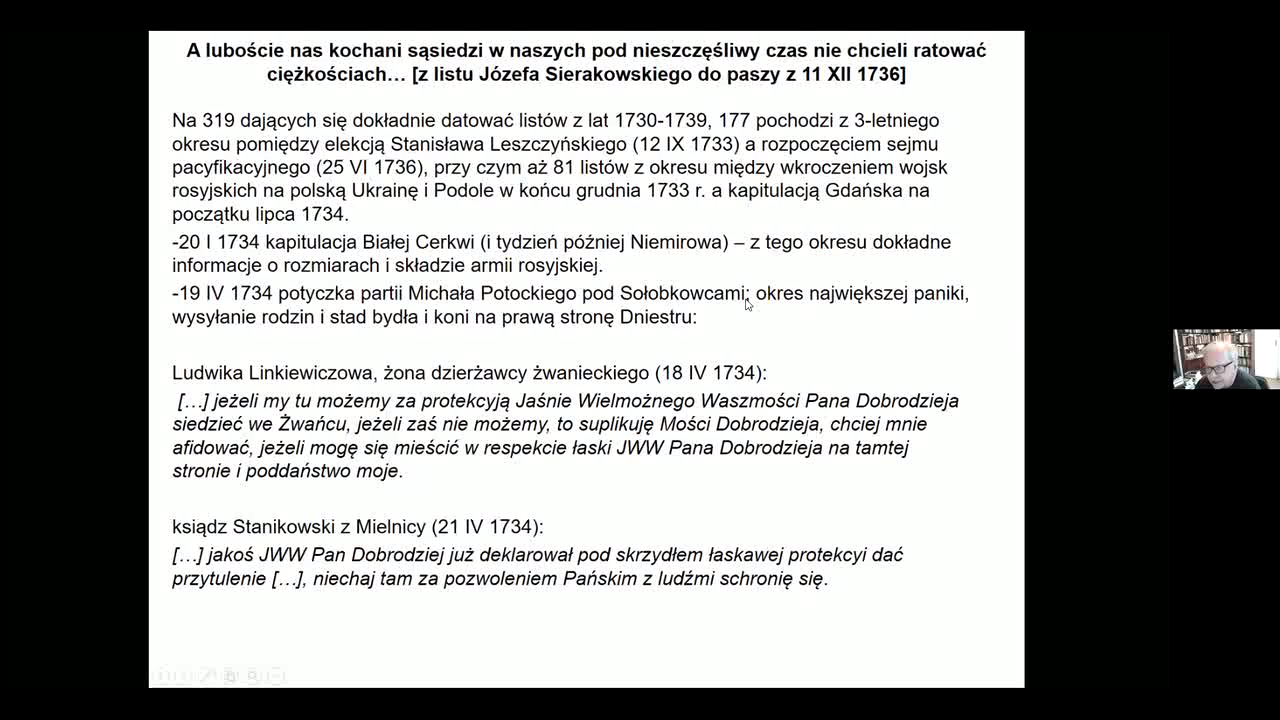 A luboście nas kochani sąsiedzi w naszych pod nieszczęśliwy czas nie chcieli ratować
ciężkościach… [z listu Józefa Sierakowskiego do paszy z 11 XII 1736]
Na 319 dających się dokładnie datować listów z lat 1730-1739, 177 pochodzi z 3-letniego
okresu pomiędzy elekcją Stanisława Leszczyńskiego (12 IX 1733) a rozpoczęciem sejmu
pacyfikacyjnego (25 VI 1736), przy czym aż 81 listów z okresu między wkroczeniem wojsk
rosyjskich na polską Ukrainę i Podole w końcu grudnia 1733 r. a kapitulacją Gdańska na
początku lipca 1734.
-20 I 1734 kapitulacja Białej Cerkwi (i tydzień później Niemirowa) – z tego okresu dokładne
informacje o rozmiarach i składzie armii rosyjskiej.
-19 IV 1734 potyczka partii Michała Potockiego pod Sołobkowcami; okres największej paniki,
wysyłanie rodzin i stad bydła i koni na prawą stronę Dniestru:
Ludwika Linkiewiczowa, żona dzierżawcy żwanieckiego (18 IV 1734):
[…] jeżeli my tu możemy za protekcyją Jaśnie Wielmożnego Waszmości Pana Dobrodzieja
siedzieć we Żwańcu, jeżeli zaś nie możemy, to suplikuję Mości Dobrodzieja, chciej mnie
afidować, jeżeli mogę się mieścić w respekcie łaski JWW Pana Dobrodzieja na tamtej
stronie i poddaństwo moje.
ksiądz Stanikowski z Mielnicy (21 IV 1734):
[…] jakoś JWW Pan Dobrodziej już deklarował pod skrzydłem łaskawej protekcyi dać
przytulenie […], niechaj tam za pozwoleniem Pańskim z ludźmi schronię się.